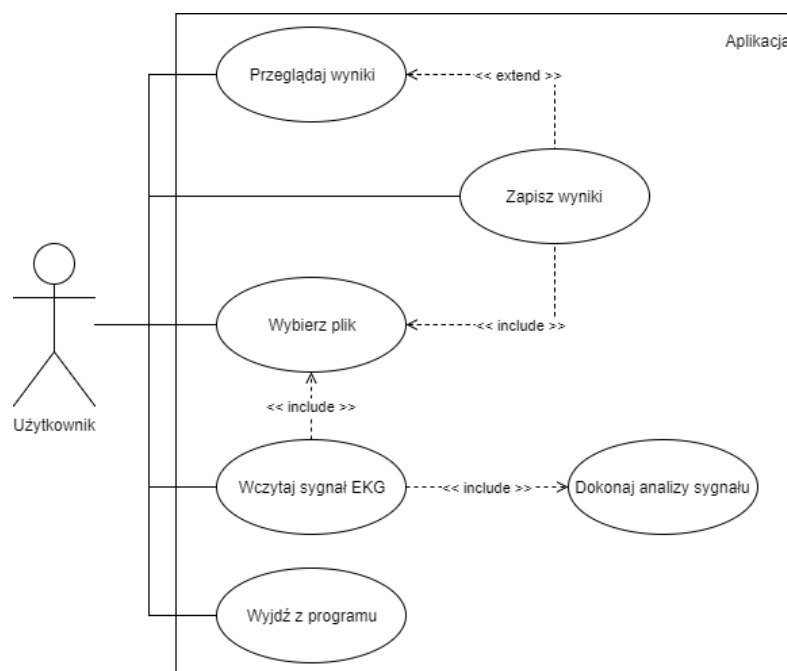 Aplikacja
Przeglądaj wyniki
<< extend >>
Zapisz wyniki
Wybierz plik
<< include >>
<< include >>
Użytkownik
Wczytaj sygnał EKG
<< include >>
Dokonaj analizy sygnału
Wyjdź z programu